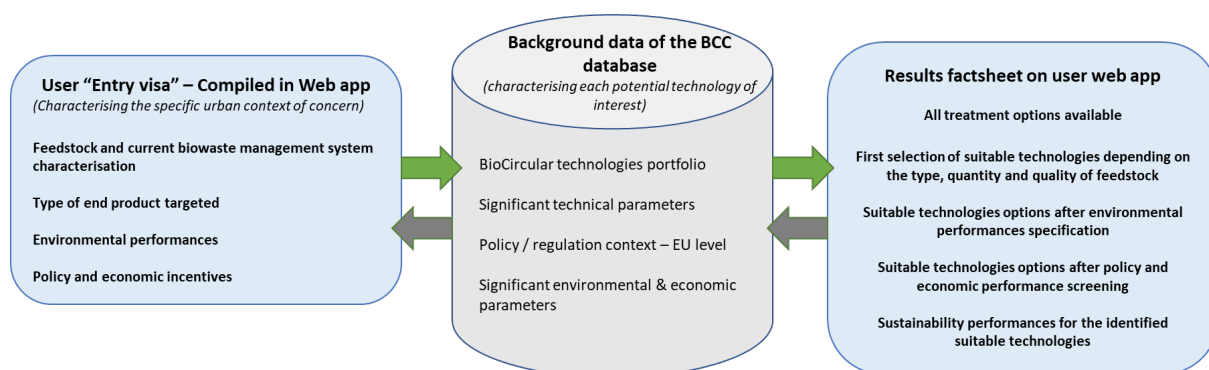 User “Entry visa” – Compiled in Web app
(Characterising the specific urban context of concern)
Feedstock and current biowaste management system
characterisation
Type of end product targeted
Environmental performances
Policy and economic incentives
Background data of the BCC
database
(characterising each potential technology of
interest)
BioCircular technologies portfolio
Significant technical parameters
Policy / regulation context – EU level
Significant environmental & economic
parameters
Results factsheet on user web app
All treatment options available
First selection of suitable technologies depending on
the type, quantity and quality of feedstock
Suitable technologies options after environmental
performances specification
Suitable technologies options after policy and
economic performance screening
Sustainability performances for the identified
suitable technologies